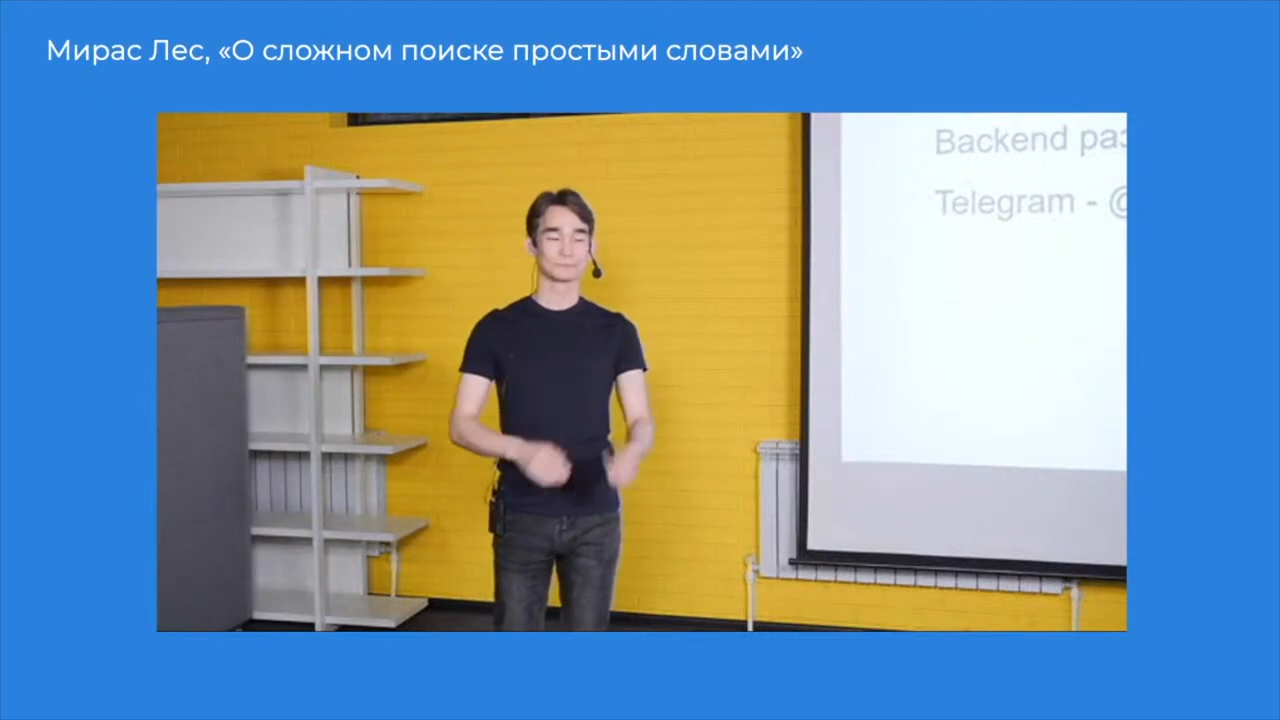 Мирас Лес, «О сложном поиске простыми словами»
Backend
Telegram -